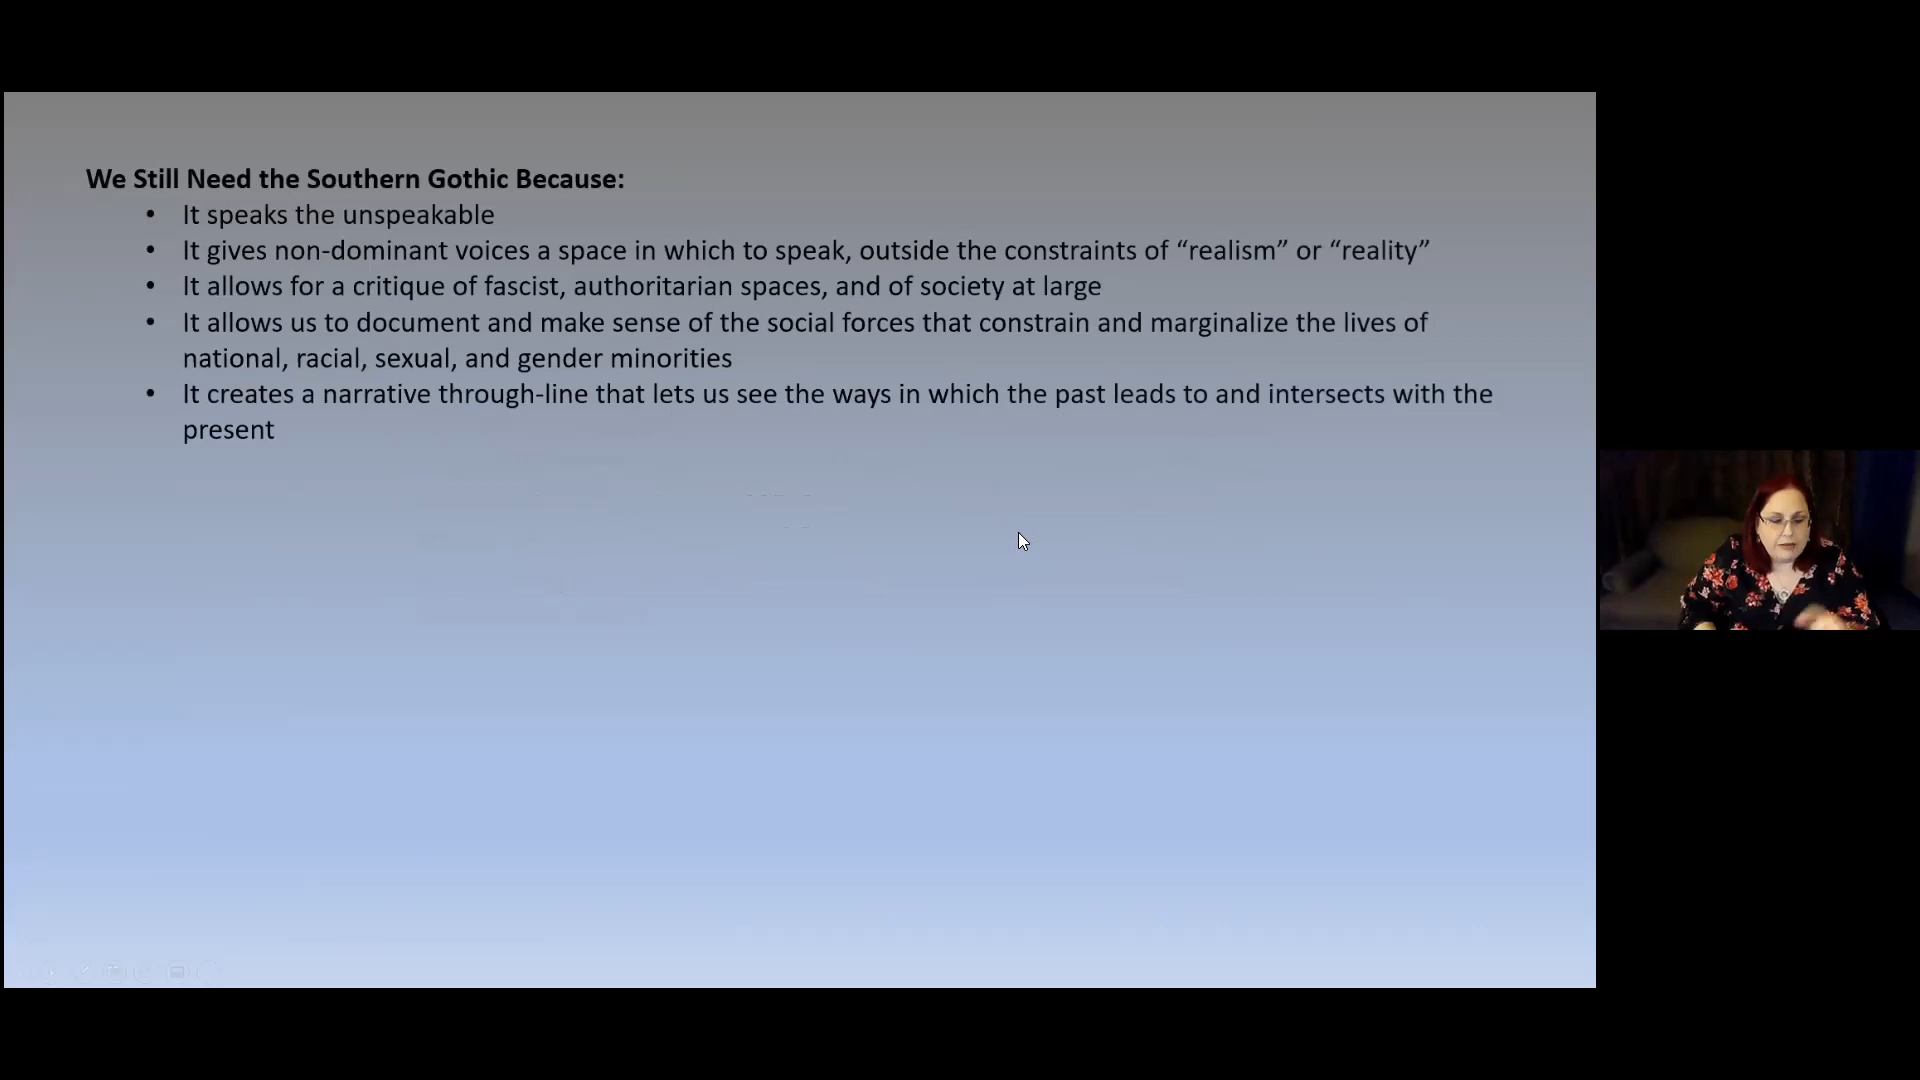 We Still Need the Southern Gothic Because:
• It speaks the unspeakable
• It gives non-dominant voices a space in which to speak, outside the constraints of “realism” or “reality”
• It allows for a critique of fascist, authoritarian spaces, and of society at large
• It allows us to document and make sense of the social forces that constrain and marginalize the lives of
national, racial, sexual, and gender minorities
• It creates a narrative through-line that lets us see the ways in which the past leads to and intersects with the
present